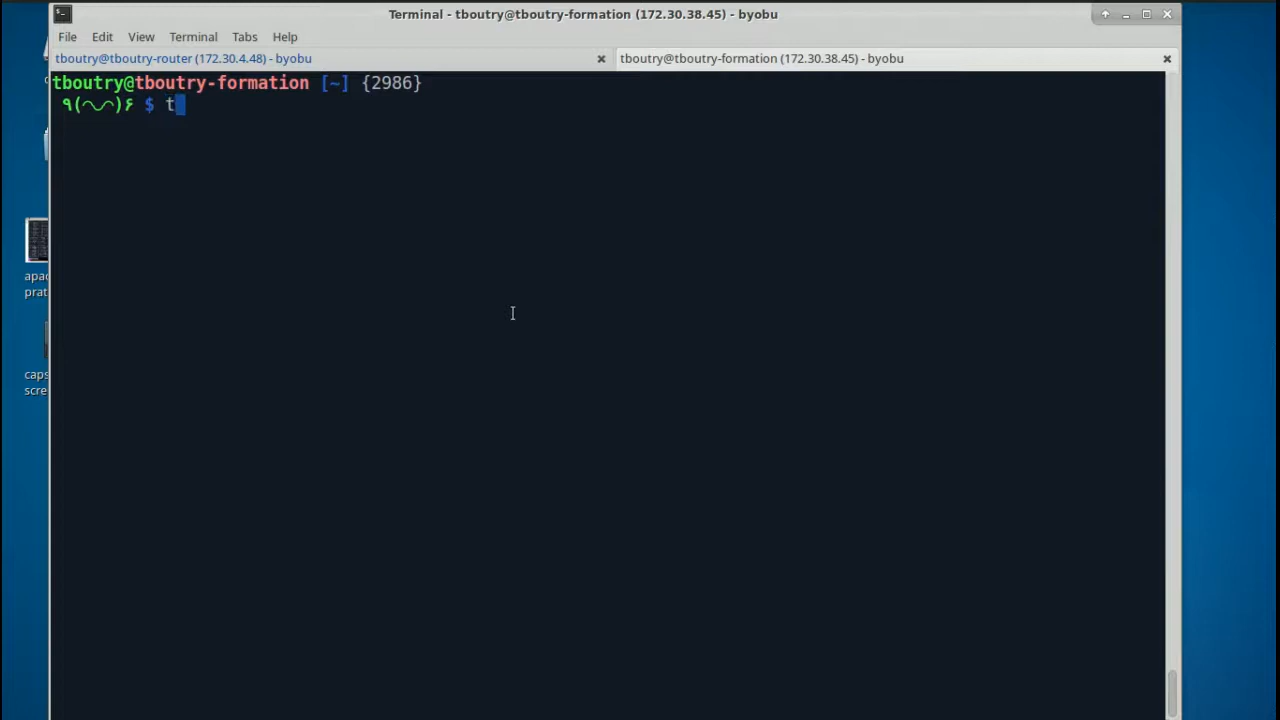 Terminal - tboutry@tboutry-formation (172.30.38.45) - byobu
File Edit View Terminal Tabs Help
tboutry@tboutry-router (172.30.4.48) - byobu
tboutry@tboutry-formation (172.30.38.45) - byobu
tboutry@tboutry-formation [~] {2986}
٩(◠◡◠)۶ $ t
apac
prat
caps
scre